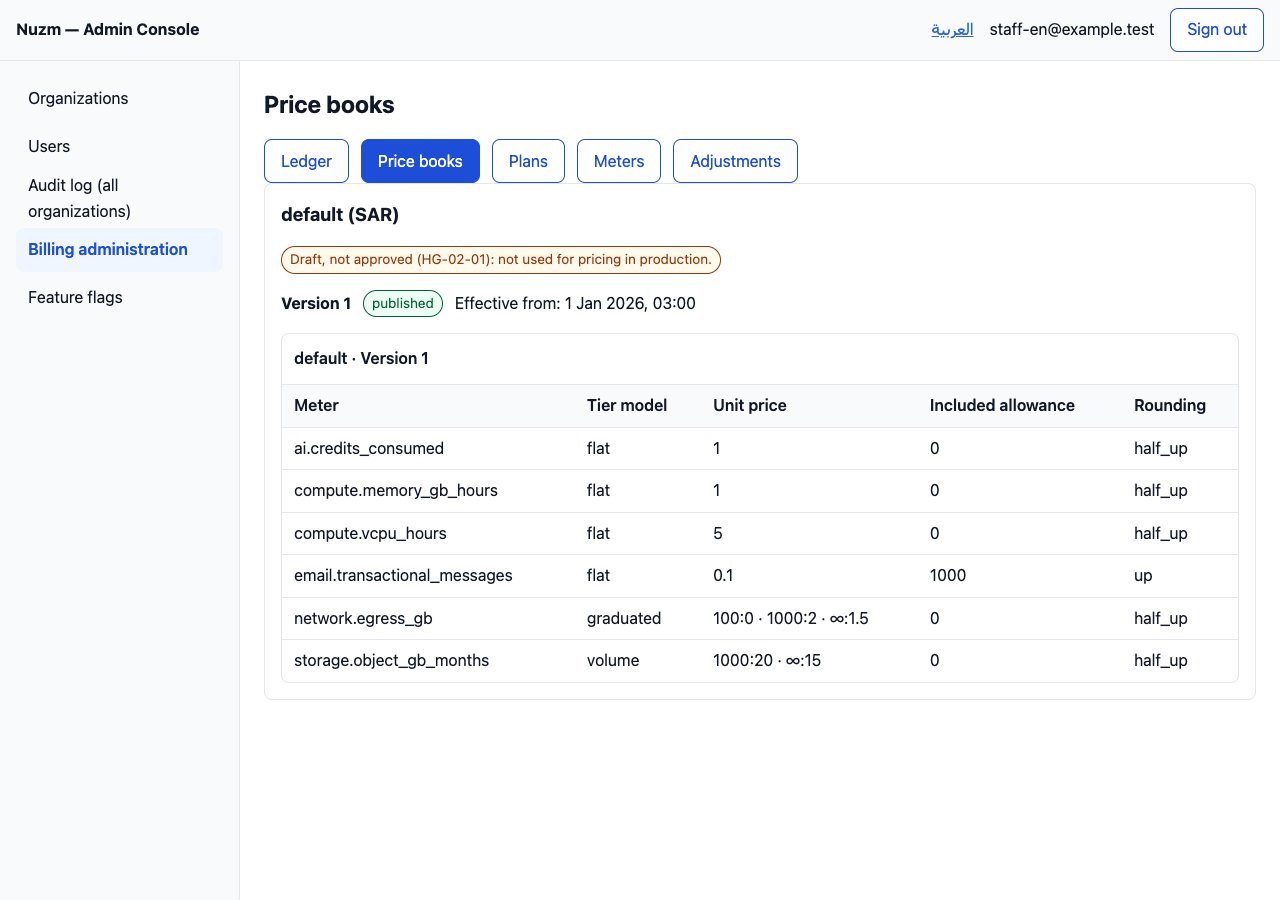 Nuzm — Admin Console
العربية
staff-en@example.test
Sign out
Organizations
Users
Audit log (all
organizations)
Billing administration
Feature flags
Price books
Ledger
Price books
Plans
Meters
Adjustments
default (SAR)
Draft, not approved (HG-02-01): not used for pricing in production.
Version 1 published Effective from: 1 Jan 2026, 03:00
default · Version 1
Meter Tier model Unit price Included allowance Rounding
ai.credits_consumed flat 1 0 half_up
compute.memory_gb_hours flat 1 0 half_up
compute.vcpu_hours flat 5 0 half_up
email.transactional_messages flat 0.1 1000 up
network.egress_gb graduated 100:0 · 1000:2 · ∞:1.5 0 half_up
storage.object_gb_months volume 1000:20 · ∞:15 0 half_up